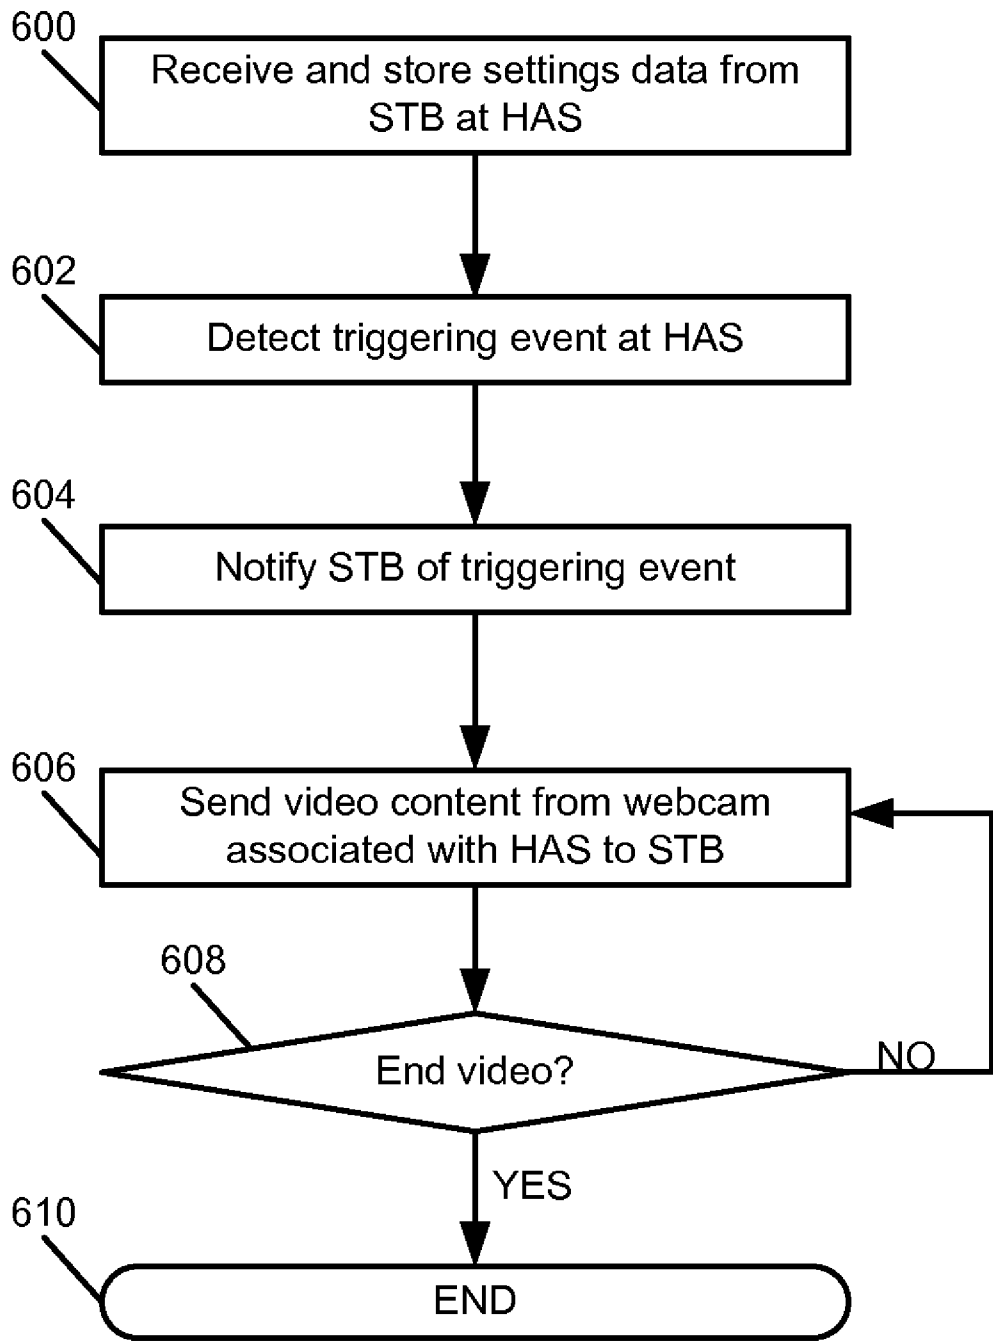 600
Receive and store settings data from
STB at HAS
602
Detect triggering event at HAS
604
Notify STB of triggering event
606
Send video content from webcam
associated with HAS to STB
608
End video?
NO
YES
610
END